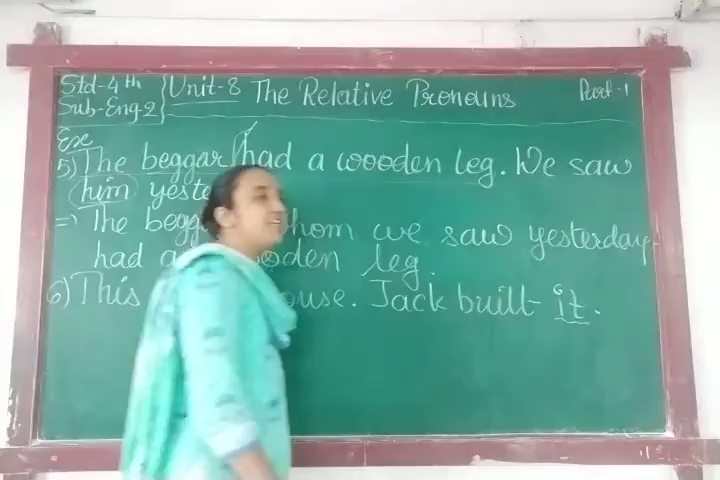 Std-4th Unit-8 The Relative Pronouns Part-1
Sub-Eng-2
Ex
5) The beggar had a wooden leg. We saw
him yeste
=> The begg hom we saw yesterday
had a ooden leg.
6) This ouse. Jack built it.